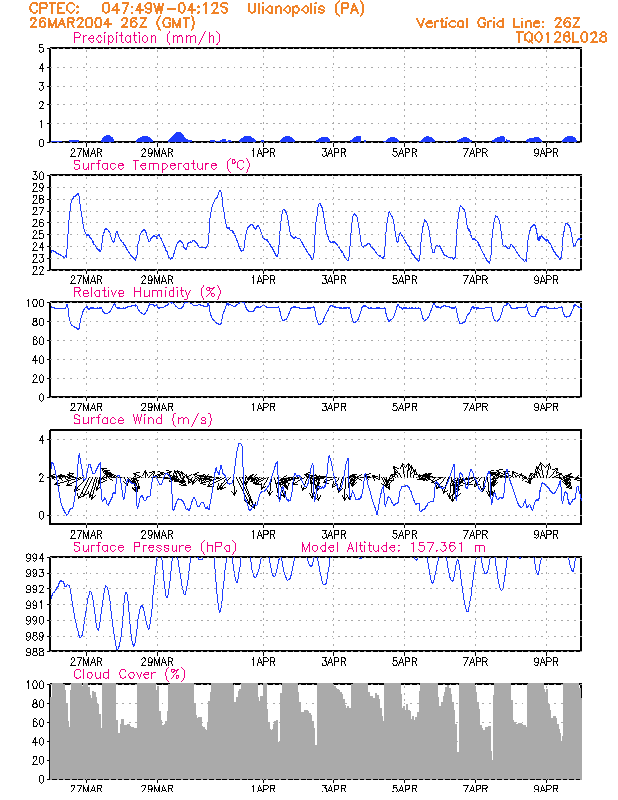 CPTEC: 047:49W-04:12S Ulianopolis (PA)
26MAR2004 26Z (GMT) Vertical Grid Line: 26Z
Precipitation (mm/h) TQ0126L028
5
4
3
2
1
0
27MAR 29MAR 1APR 3APR 5APR 7APR 9APR
Surface Temperature (°C)
30
29
28
27
26
25
24
23
22
27MAR 29MAR 1APR 3APR 5APR 7APR 9APR
Relative Humidity (%)
100
80
60
40
20
0
27MAR 29MAR 1APR 3APR 5APR 7APR 9APR
Surface Wind (m/s)
4
2
0
27MAR 29MAR 1APR 3APR 5APR 7APR 9APR
Surface Pressure (hPa) Model Altitude: 157.361 m
994
993
992
991
990
989
988
27MAR 29MAR 1APR 3APR 5APR 7APR 9APR
Cloud Cover (%)
100
80
60
40
20
0
27MAR 29MAR 1APR 3APR 5APR 7APR 9APR